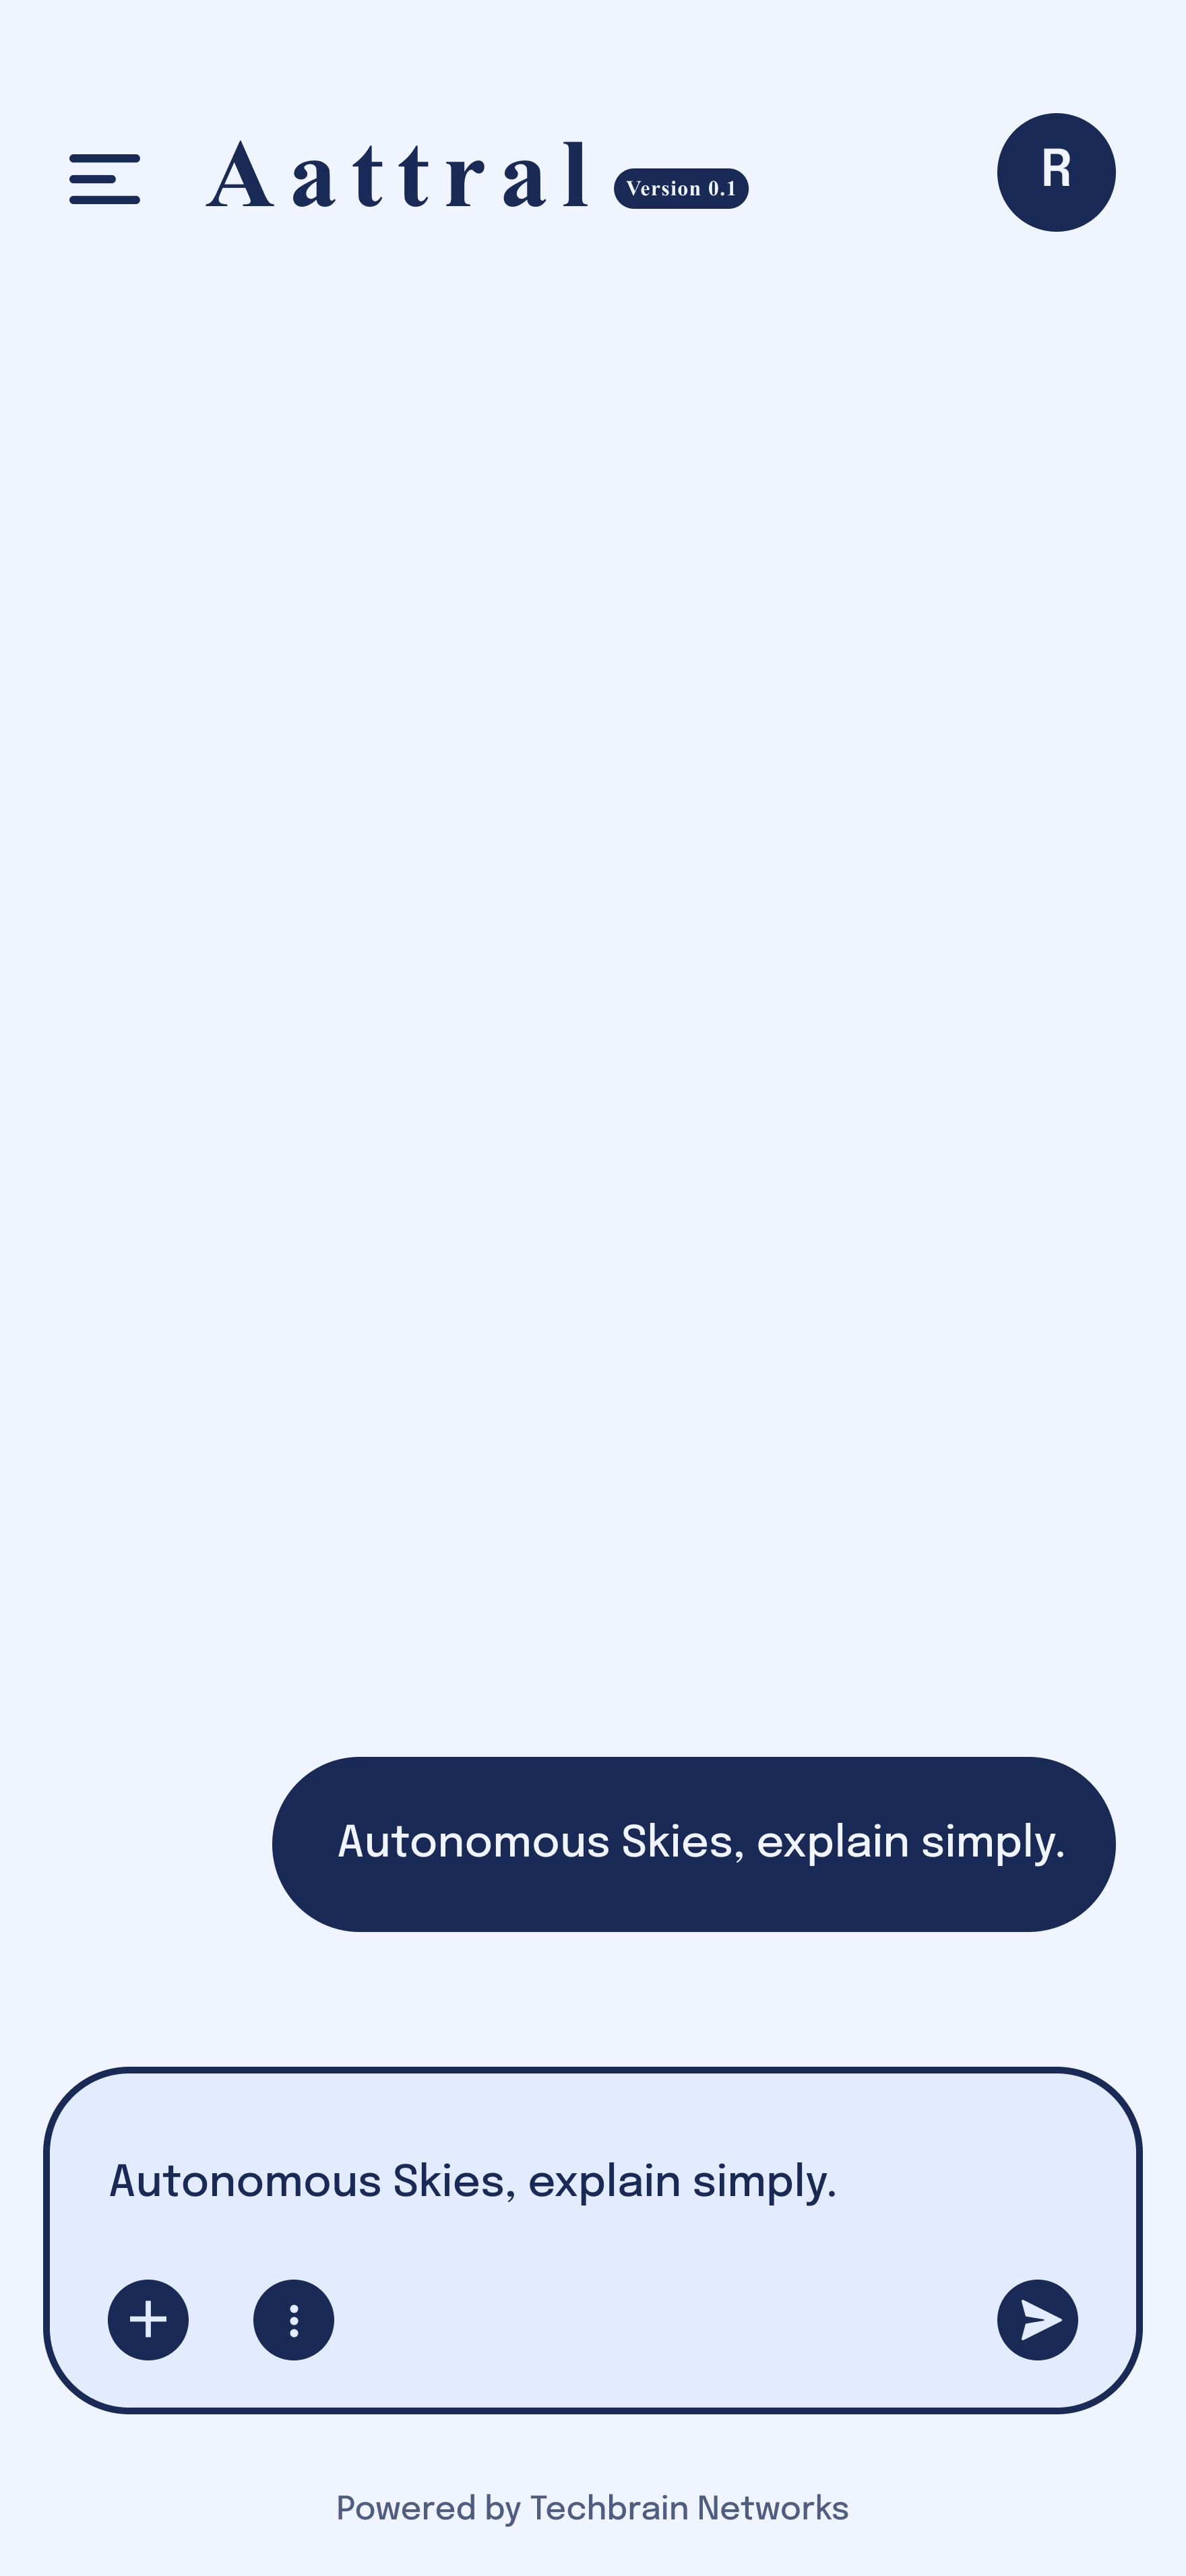 Aattral Version 0.1
R
Autonomous Skies, explain simply.
Autonomous Skies, explain simply.
Powered by Techbrain Networks